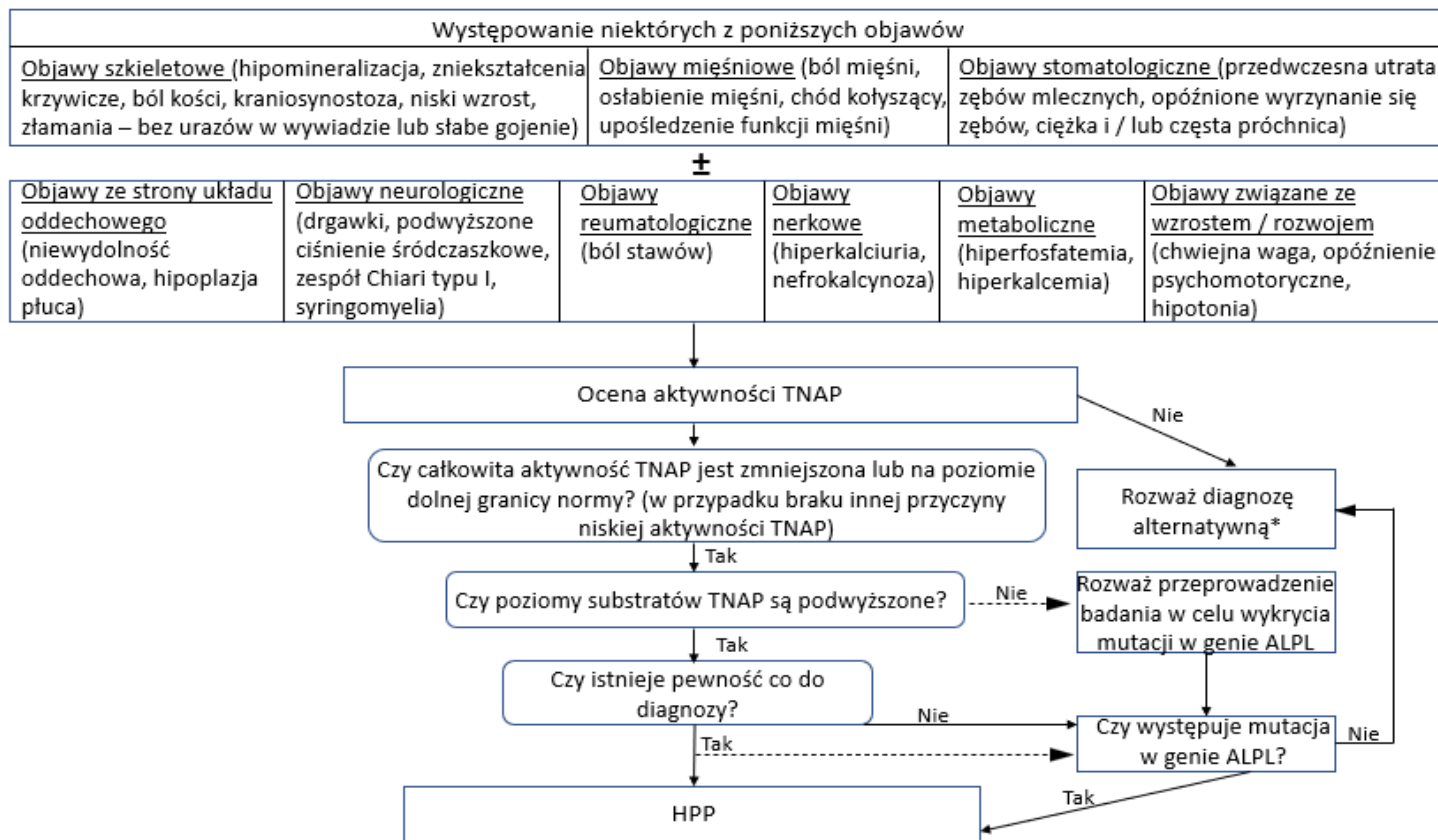 Występowanie niektórych z poniższych objawów
Objawy szkieletowe (hipomineralizacja, zniekształcenia
krzywicze, ból kości, kraniosynostoza, niski wzrost,
złamania – bez urazów w wywiadzie lub słabe gojenie)
Objawy mięśniowe (ból mięśni,
osłabienie mięśni, chód kołyszący,
upośledzenie funkcji mięśni)
Objawy stomatologiczne (przedwczesna utrata
zębów mlecznych, opóźnione wyrzynanie się
zębów, ciężka i / lub częsta próchnica)
±
Objawy ze strony układu
oddechowego
(niewydolność
oddechowa, hipoplazja
płuca)
Objawy neurologiczne
(drgawki, podwyższone
ciśnienie śródczaszkowe,
zespół Chiari typu I,
syringomyelia)
Objawy
reumatologiczne
(ból stawów)
Objawy
nerkowe
(hiperkalciuria,
nefrokalcynoza)
Objawy
metaboliczne
(hiperfosfatemia,
hiperkalcemia)
Objawy związane ze
wzrostem / rozwojem
(chwiejna waga, opóźnienie
psychomotoryczne,
hipotonia)
Ocena aktywności TNAP
Nie
Czy całkowita aktywność TNAP jest zmniejszona lub na poziomie
dolnej granicy normy? (w przypadku braku innej przyczyny
niskiej aktywności TNAP)
Rozważ diagnozę
alternatywną*
Tak
Czy poziomy substratów TNAP są podwyższone?
Nie
Rozważ przeprowadzenie
badania w celu wykrycia
mutacji w genie ALPL
Tak
Czy istnieje pewność co do
diagnozy?
Nie
Tak
Czy występuje mutacja
w genie ALPL?
Nie
Tak
HPP